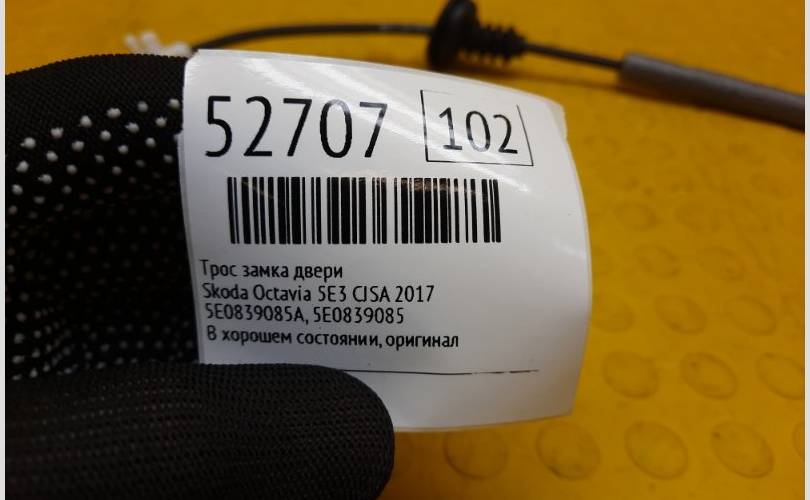 52707 102
Трос замка двери
Skoda Octavia 5E3 CJSA 2017
5E0839085A, 5E0839085
В хорошем состоянии, оригинал